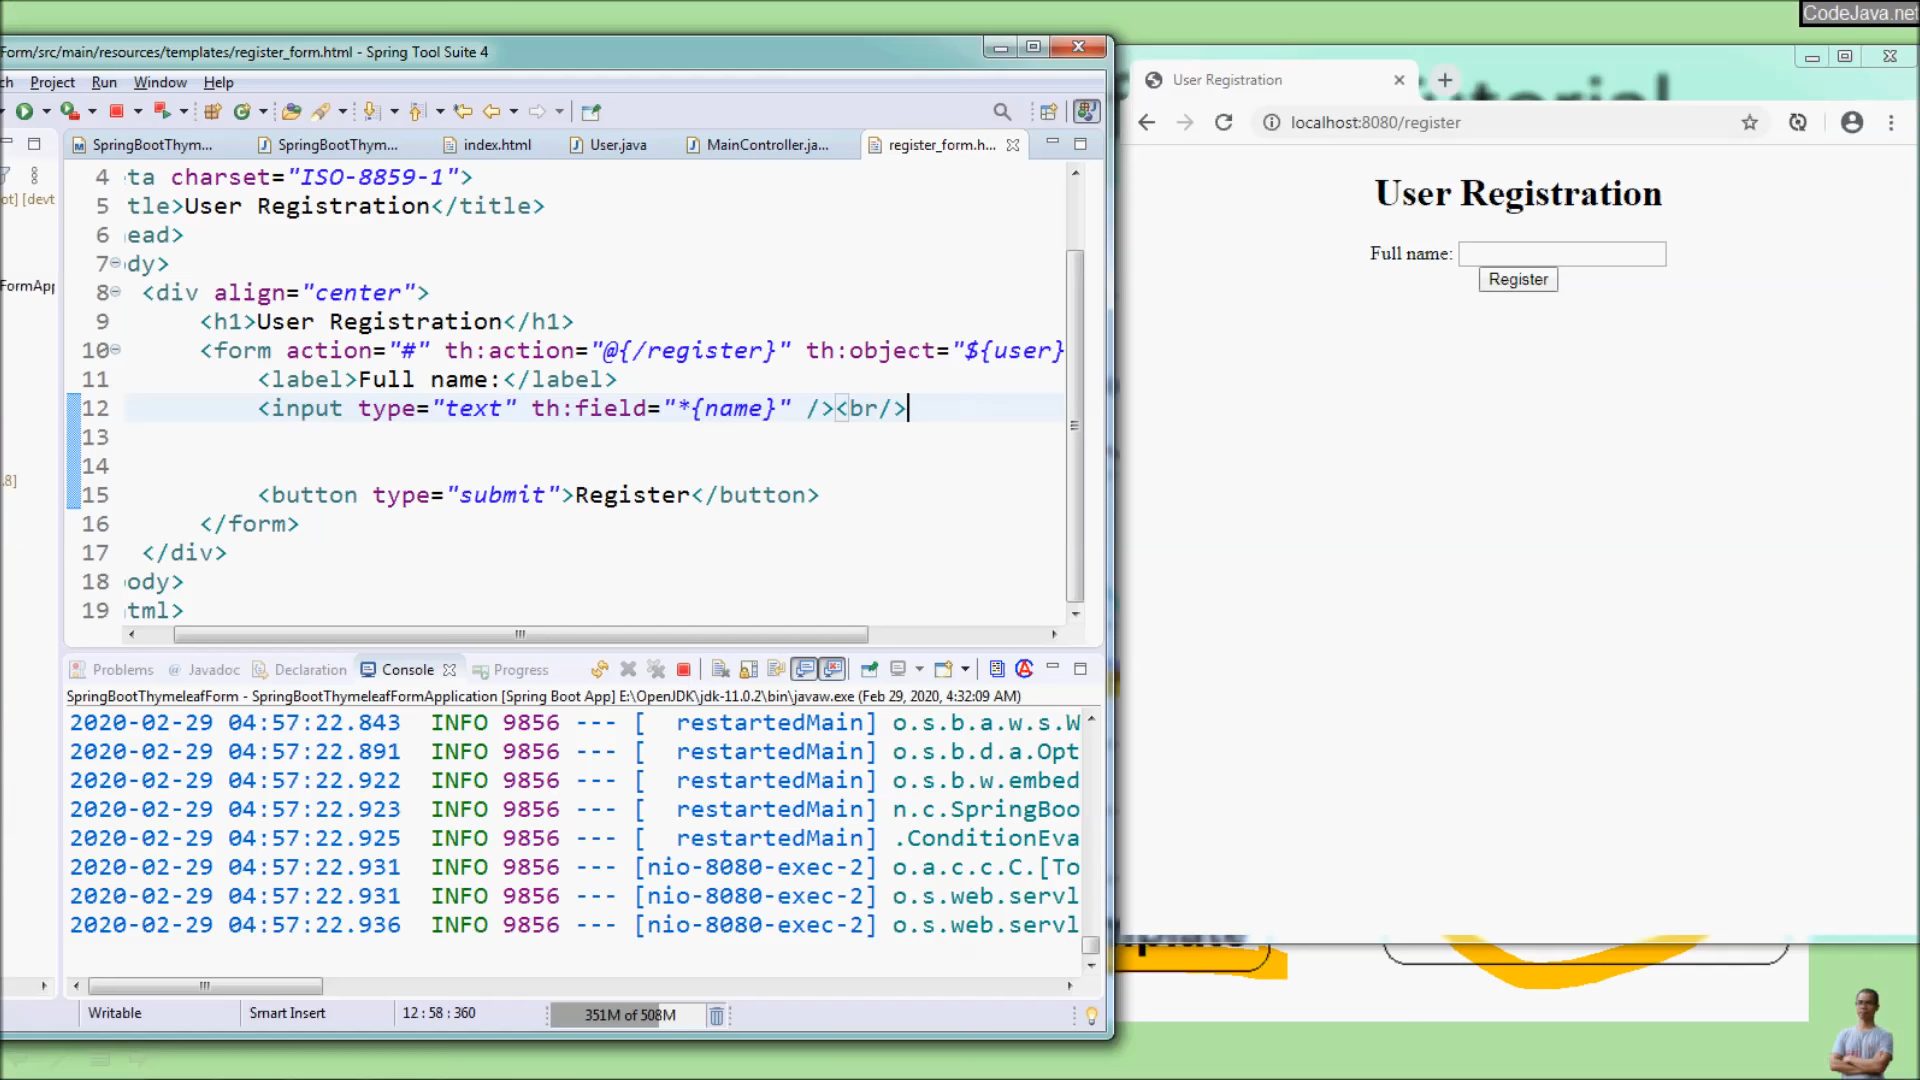 CodeJava.net
Form/src/main/resources/templates/register_form.html - Spring Tool Suite 4
ch Project Run Window Help
SpringBootThym... SpringBootThym... index.html User.java MainController.ja... register_form.h...
ot] [devt
FormApp
.8]
4 ta charset="ISO-8859-1">
5 tle>User Registration</title>
6 ead>
7 dy>
8 <div align="center">
9 <h1>User Registration</h1>
10 <form action="#" th:action="@{/register}" th:object="${user}
11 <label>Full name:</label>
12 <input type="text" th:field="*{name}" /><br/>
13
14
15 <button type="submit">Register</button>
16 </form>
17 </div>
18 ody>
19 tml>
Problems Javadoc Declaration Console Progress
SpringBootThymeleafForm - SpringBootThymeleafFormApplication [Spring Boot App] E:\OpenJDK\jdk-11.0.2\bin\javaw.exe (Feb 29, 2020, 4:32:09 AM)
2020-02-29 04:57:22.843 INFO 9856 --- [ restartedMain] o.s.b.a.w.s.W
2020-02-29 04:57:22.891 INFO 9856 --- [ restartedMain] o.s.b.d.a.Opt
2020-02-29 04:57:22.922 INFO 9856 --- [ restartedMain] o.s.b.w.embed
2020-02-29 04:57:22.923 INFO 9856 --- [ restartedMain] n.c.SpringBoo
2020-02-29 04:57:22.925 INFO 9856 --- [ restartedMain] .ConditionEva
2020-02-29 04:57:22.931 INFO 9856 --- [nio-8080-exec-2] o.a.c.c.C.[To
2020-02-29 04:57:22.931 INFO 9856 --- [nio-8080-exec-2] o.s.web.servl
2020-02-29 04:57:22.936 INFO 9856 --- [nio-8080-exec-2] o.s.web.servl
Writable Smart Insert 12 : 58 : 360 351M of 508M
User Registration
localhost:8080/register
User Registration
Full name:
Register